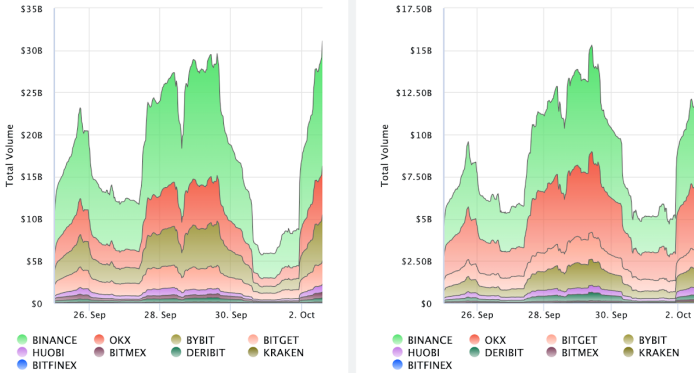 Total Volume
$35B
$30B
$25B
$20B
$15B
$10B
$5B
$0
26. Sep 28. Sep 30. Sep 2. Oct
BINANCE OKX BYBIT BITGET
HUOBI BITMEX DERIBIT KRAKEN
BITFINEX
Total Volume
$17.50B
$15B
$12.50B
$10B
$7.50B
$5B
$2.50B
$0
26. Sep 28. Sep 30. Sep 2. Oct
BINANCE OKX BITGET BYBIT
HUOBI DERIBIT BITMEX KRAKEN
BITFINEX